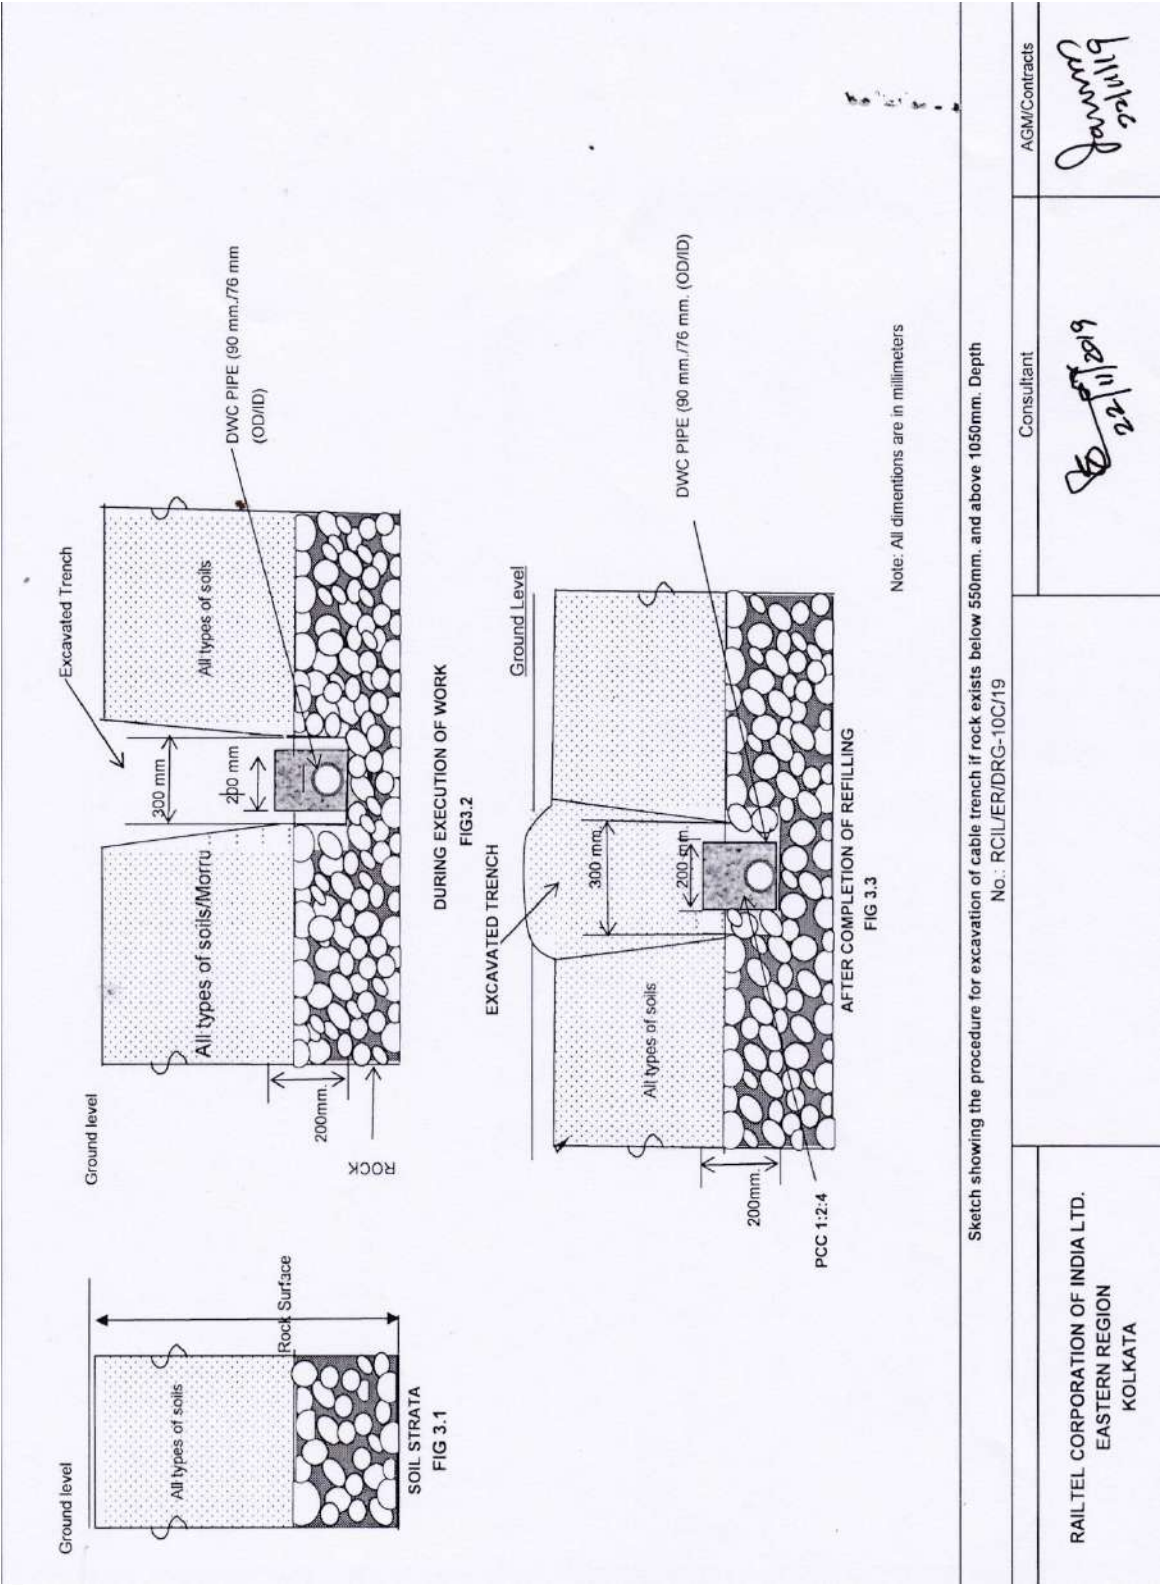 Ground level
All types of soils
Rock Surface
SOIL STRATA
FIG 3.1
Ground level
Excavated Trench
All types of soils/Morru
All types of soils
300 mm
200 mm
200mm.
ROCK
DWC PIPE (90 mm./76 mm
(OD/ID)
DURING EXECUTION OF WORK
FIG3.2
EXCAVATED TRENCH
Ground Level
All types of soils
300 mm
200 mm.
200mm.
PCC 1:2:4
DWC PIPE (90 mm./76 mm. (OD/ID)
AFTER COMPLETION OF REFILLING
FIG 3.3
Note: All dimentions are in millimeters
Sketch showing the procedure for excavation of cable trench if rock exists below 550mm. and above 1050mm. Depth
No.: RCIL/ER/DRG-10C/19
RAILTEL CORPORATION OF INDIA LTD.
EASTERN REGION
KOLKATA
Consultant
22/11/2019
AGM/Contracts
22/11/19